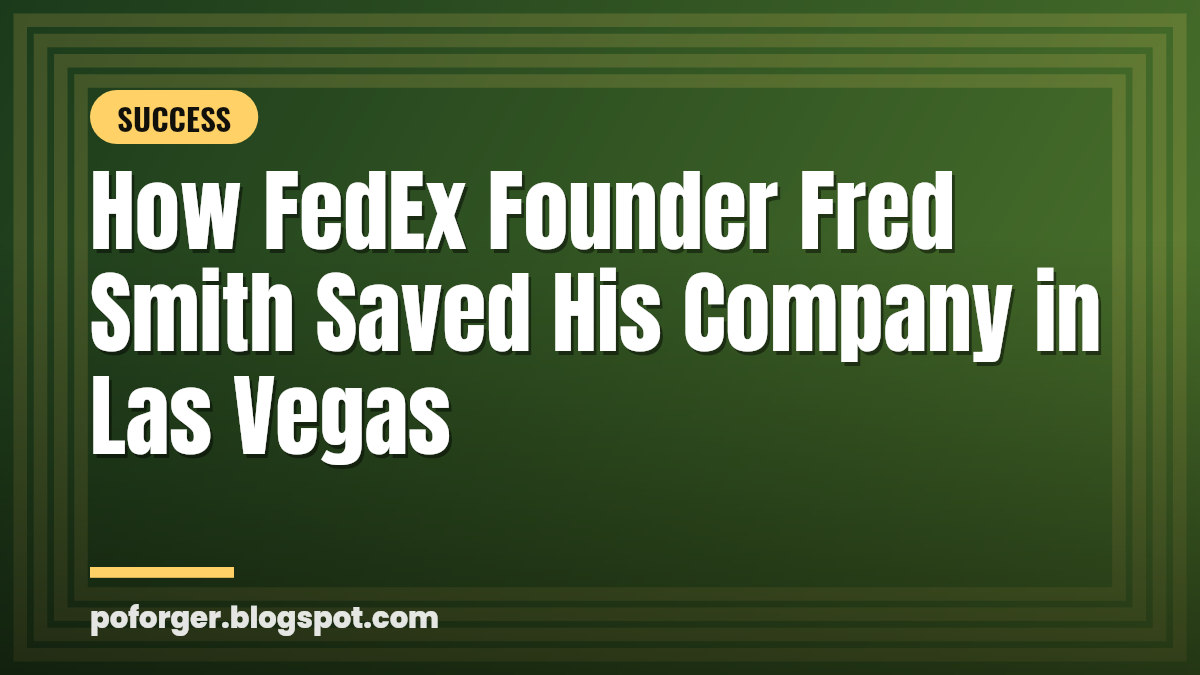 SUCCESS
How FedEx Founder Fred
Smith Saved His Company in
Las Vegas
poforger.blogspot.com